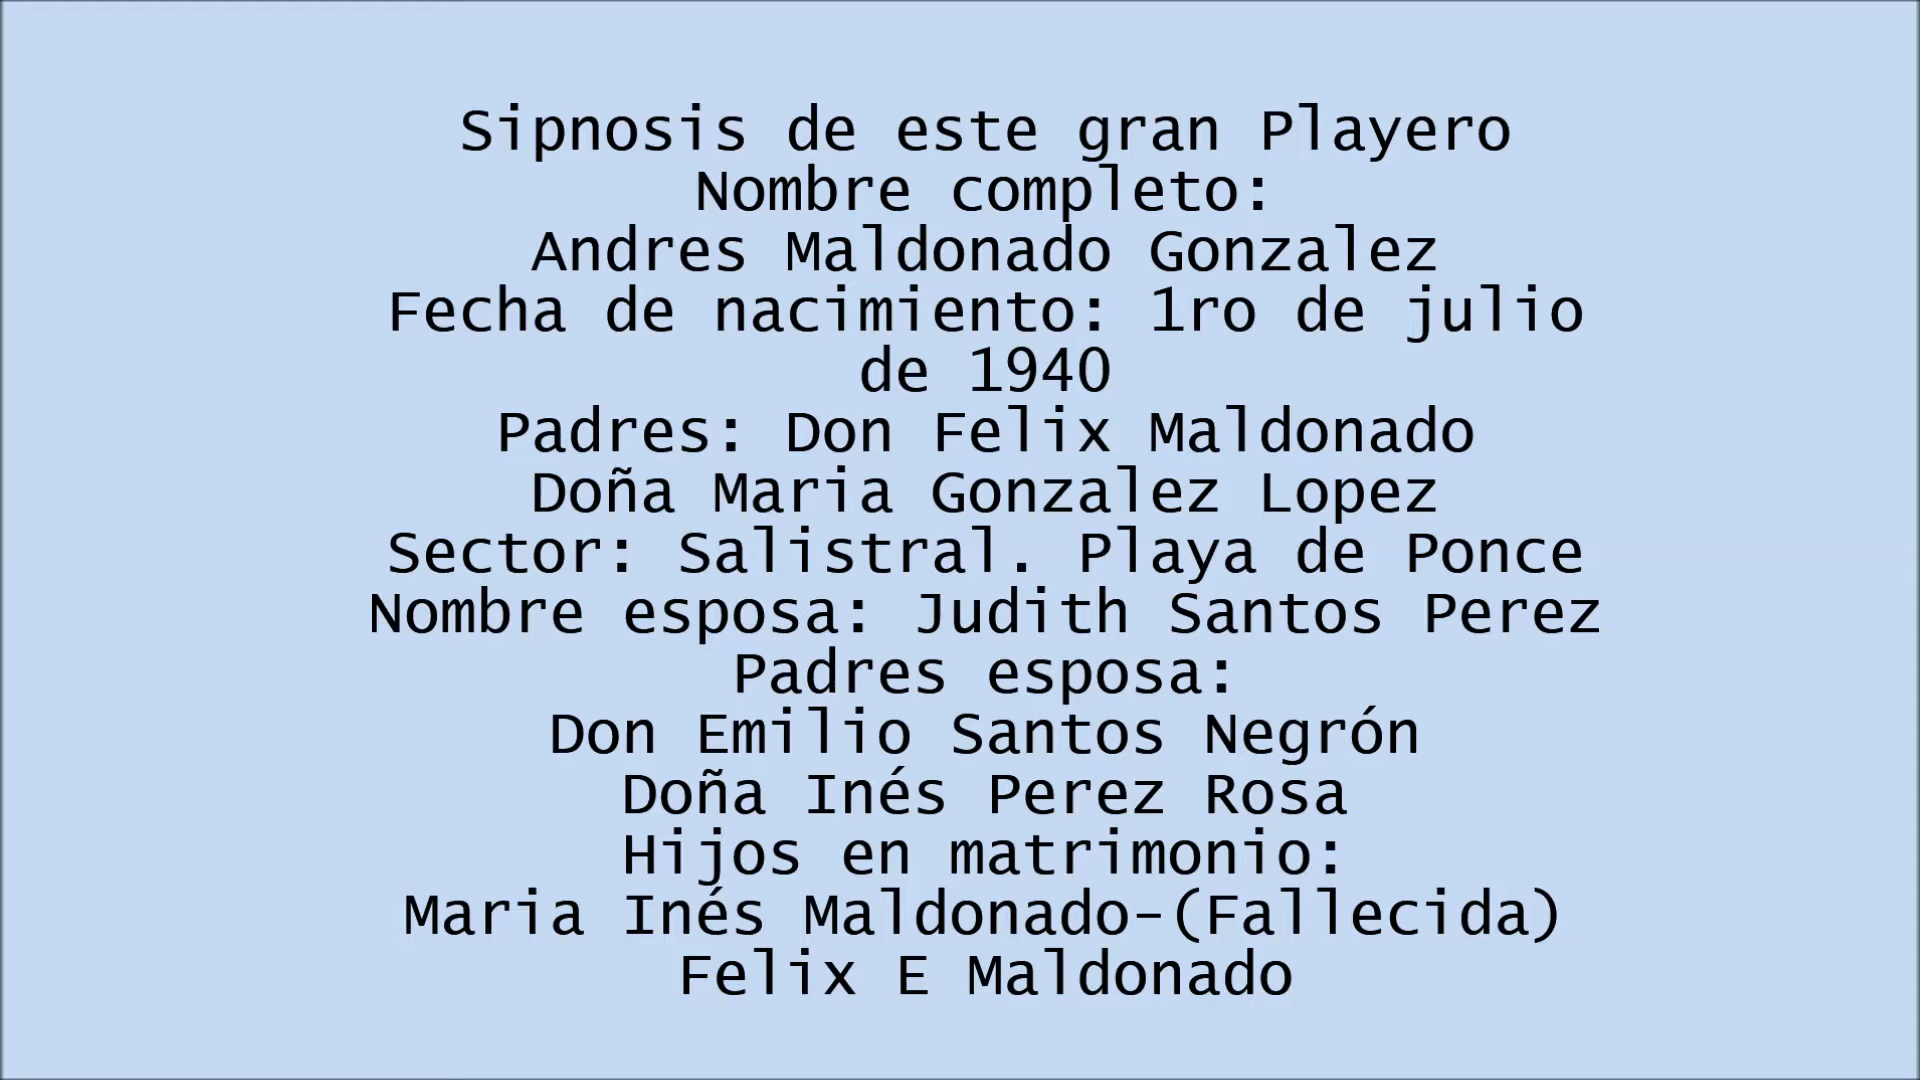 Sipnosis de este gran Playero
Nombre completo:
Andres Maldonado Gonzalez
Fecha de nacimiento: 1ro de julio
de 1940
Padres: Don Felix Maldonado
Doña Maria Gonzalez Lopez
Sector: Salistral. Playa de Ponce
Nombre esposa: Judith Santos Perez
Padres esposa:
Don Emilio Santos Negrón
Doña Inés Perez Rosa
Hijos en matrimonio:
Maria Inés Maldonado-(Fallecida)
Felix E Maldonado